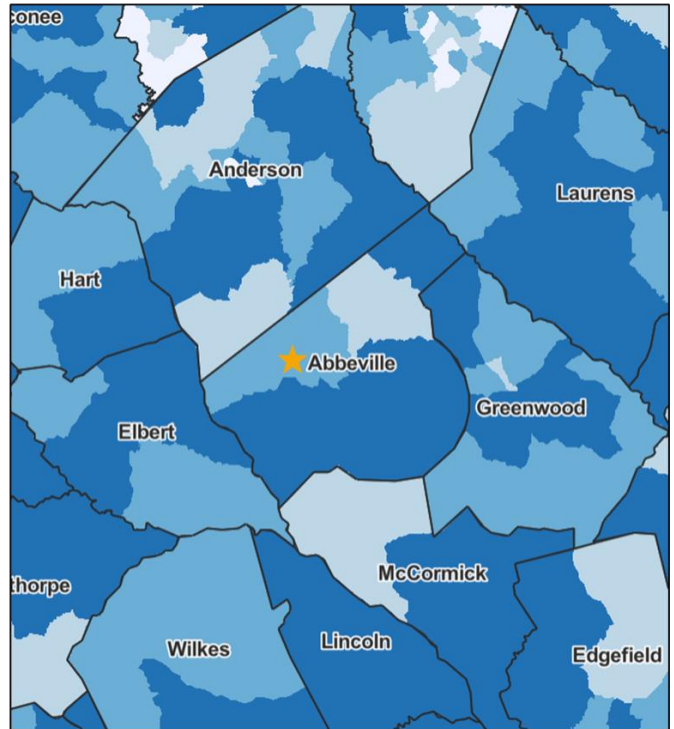 conee
Anderson
Laurens
Hart
Abbeville
Greenwood
Elbert
McCormick
thorpe
Lincoln
Wilkes
Edgefield